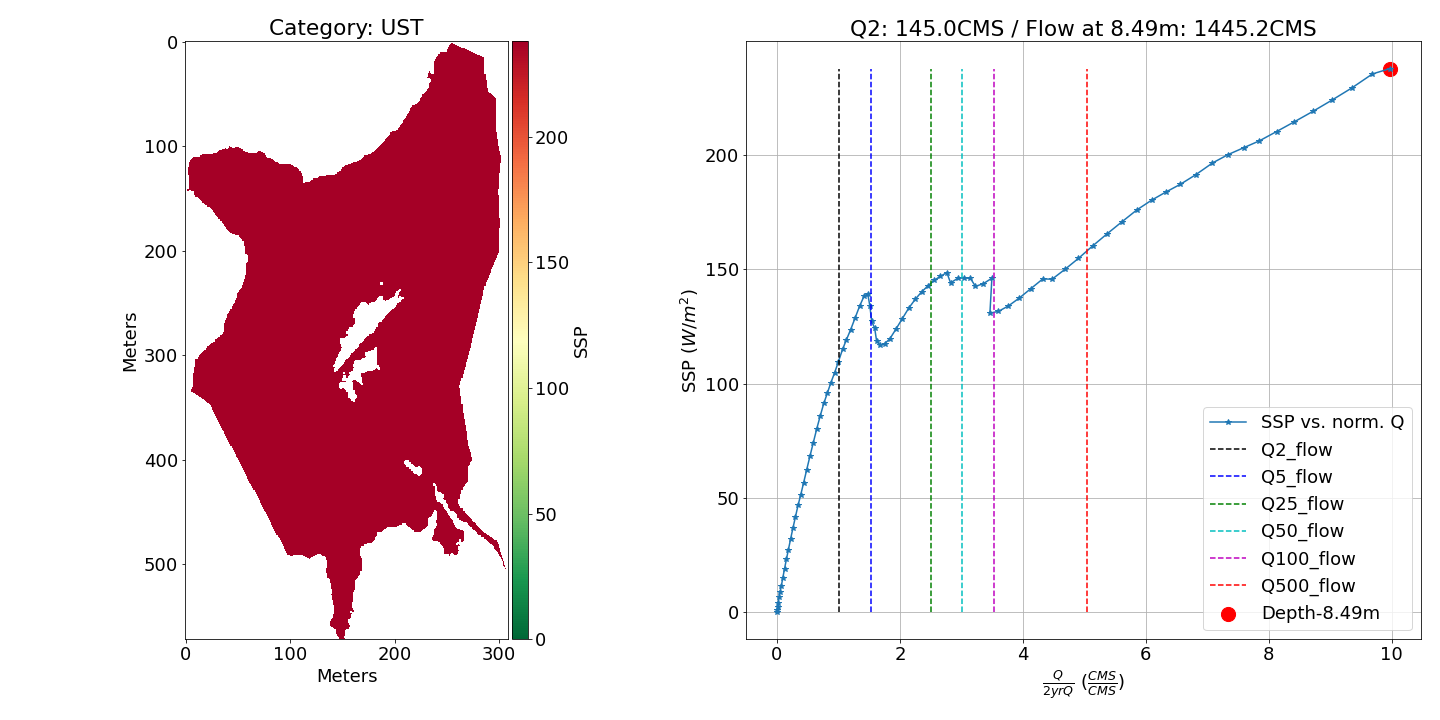 Category: UST
0
100
200
300
400
500
Meters
0
100
200
300
Meters
200
150
100
50
0
SSP
Q2: 145.0CMS / Flow at 8.49m: 1445.2CMS
200
150
100
50
0
SSP (W/m²)
0
2
4
6
8
10
Q/2yrQ (CMS/CMS)
SSP vs. norm. Q
Q2_flow
Q5_flow
Q25_flow
Q50_flow
Q100_flow
Q500_flow
Depth-8.49m